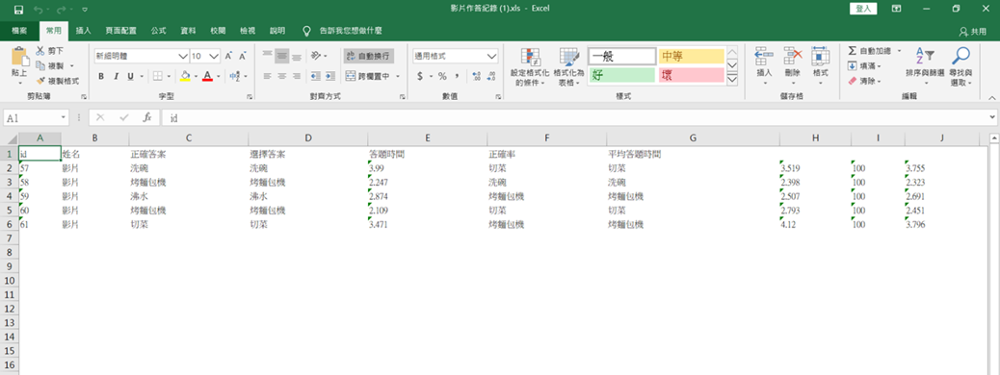 影片作答紀錄 (1).xls - Excel
登入
檔案 常用 插入 頁面配置 公式 資料 校閱 檢視 說明 告訴我您想做什麼 共用
貼上 剪下 複製 複製格式 剪貼簿
新細明體 10 A A B I U A 字型
自動換行 跨欄置中 對齊方式
通用格式 $ % , 數值
設定格式化的條件 格式化為表格 一般 中等 好 壞 樣式
插入 刪除 格式 儲存格
自動加總 填滿 清除 排序與篩選 尋找與選取 編輯
A1 fx id
A B C D E F G H I J
1 id 姓名 正確答案 選擇答案 答題時間 正確率 平均答題時間
2 57 影片 洗碗 洗碗 3.99 切菜 切菜 3.519 100 3.755
3 58 影片 烤麵包機 烤麵包機 2.247 洗碗 洗碗 2.398 100 2.323
4 59 影片 沸水 沸水 2.874 烤麵包機 烤麵包機 2.507 100 2.691
5 60 影片 烤麵包機 烤麵包機 2.109 切菜 切菜 2.793 100 2.451
6 61 影片 切菜 切菜 3.471 烤麵包機 烤麵包機 4.12 100 3.796
7
8
9
10
11
12
13
14
15
16